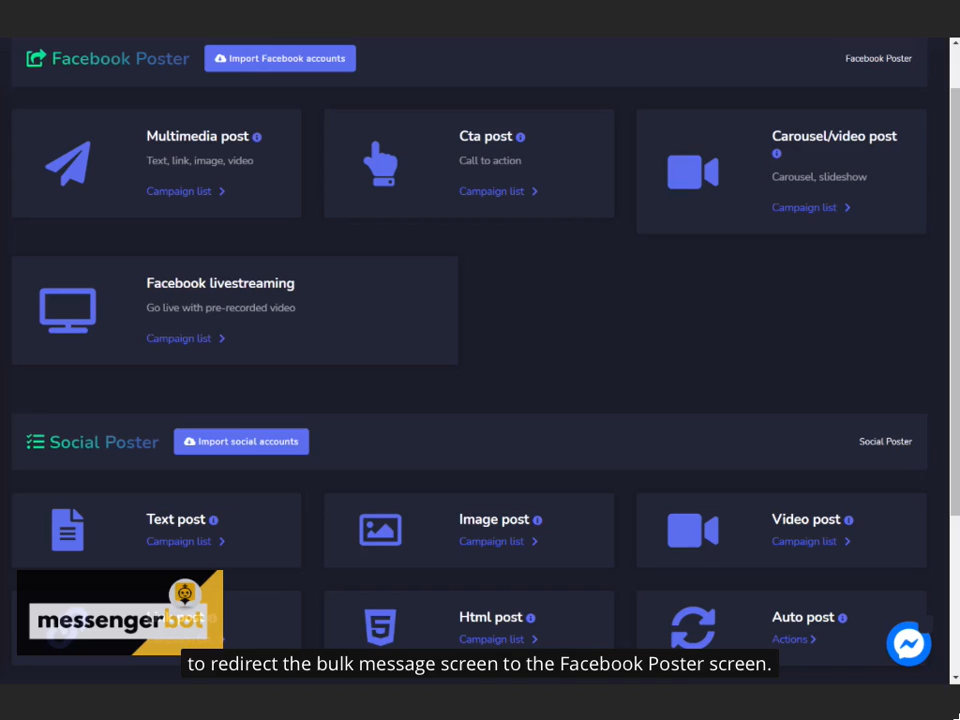 Facebook Poster
Import Facebook accounts
Facebook Poster
Multimedia post
Text, link, image, video
Campaign list
Cta post
Call to action
Campaign list
Carousel/video post
Carousel, slideshow
Campaign list
Facebook livestreaming
Go live with pre-recorded video
Campaign list
Social Poster
Import social accounts
Social Poster
Text post
Campaign list
Image post
Campaign list
Video post
Campaign list
Html post
Campaign list
Auto post
Actions
messengerbot
to redirect the bulk message screen to the Facebook Poster screen.